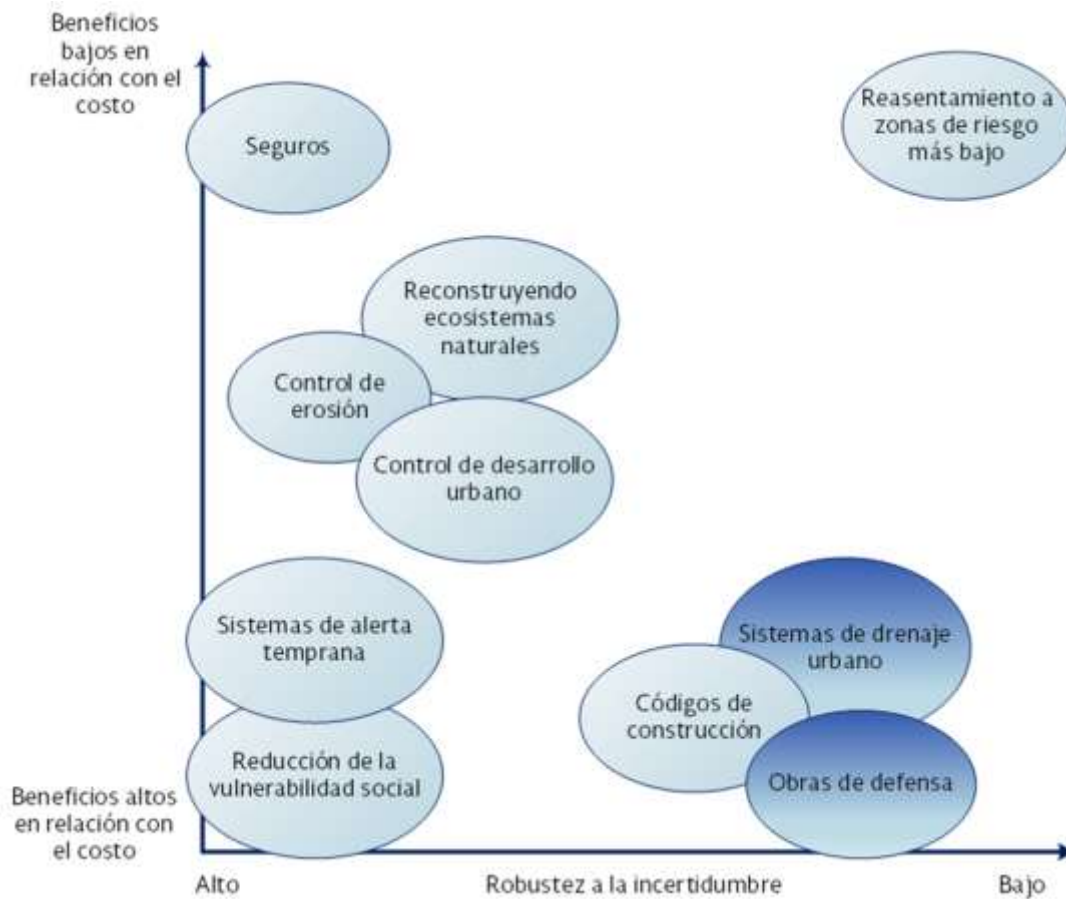 Beneficios
bajos en
relación con el
costo
Seguros
Reasentamiento a
zonas de riesgo
más bajo
Reconstruyendo
ecosistemas
naturales
Control de
erosión
Control de desarrollo
urbano
Sistemas de alerta
temprana
Sistemas de drenaje
urbano
Códigos de
construcción
Reducción de la
vulnerabilidad social
Obras de defensa
Beneficios altos
en relación con
el costo
Alto
Robustez a la incertidumbre
Bajo